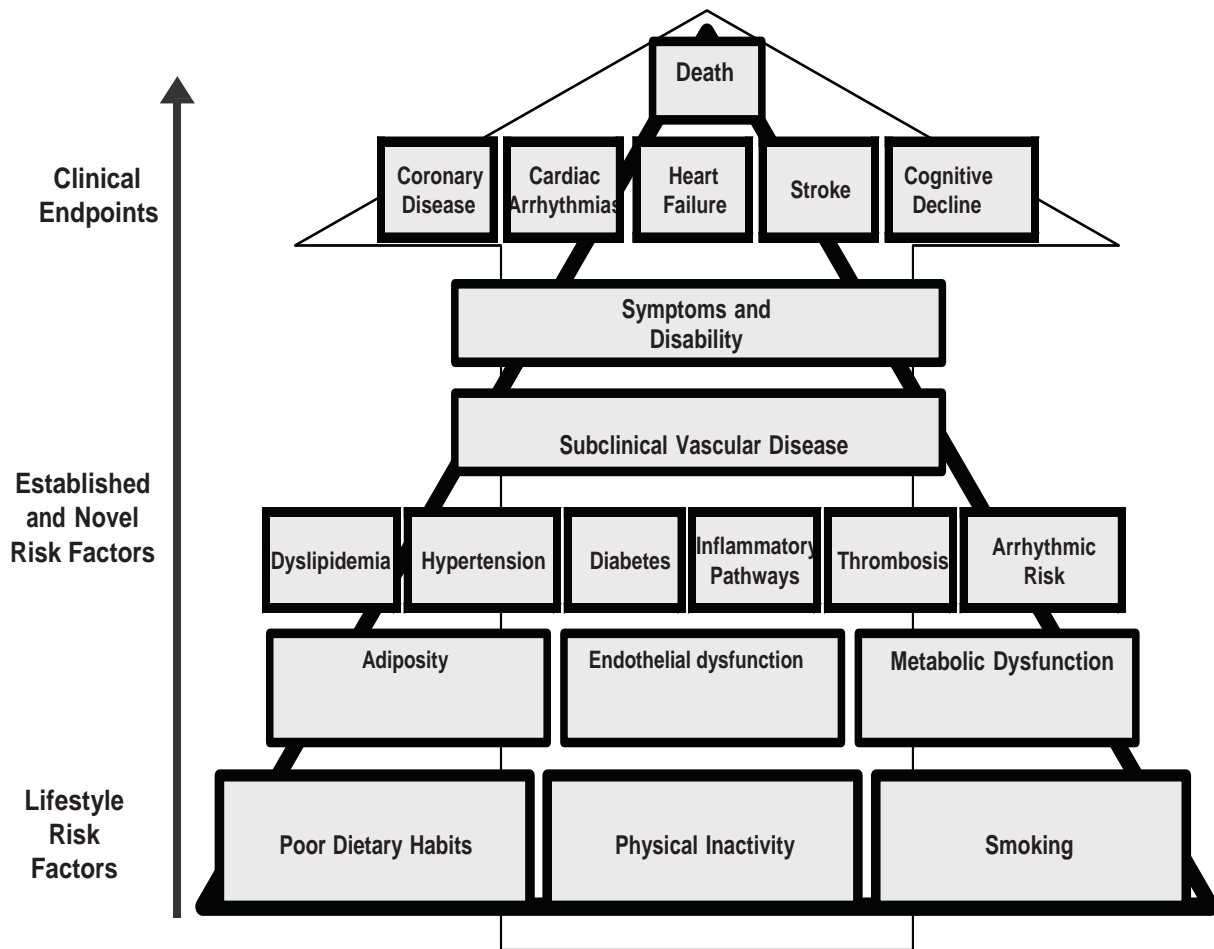 Death
Clinical
Endpoints
Coronary
Disease
Cardiac
Arrhythmias
Heart
Failure
Stroke
Cognitive
Decline
Symptoms and
Disability
Subclinical Vascular Disease
Established
and Novel
Risk Factors
Dyslipidemia
Hypertension
Diabetes
Inflammatory
Pathways
Thrombosis
Arrhythmic
Risk
Adiposity
Endothelial dysfunction
Metabolic Dysfunction
Lifestyle
Risk
Factors
Poor Dietary Habits
Physical Inactivity
Smoking